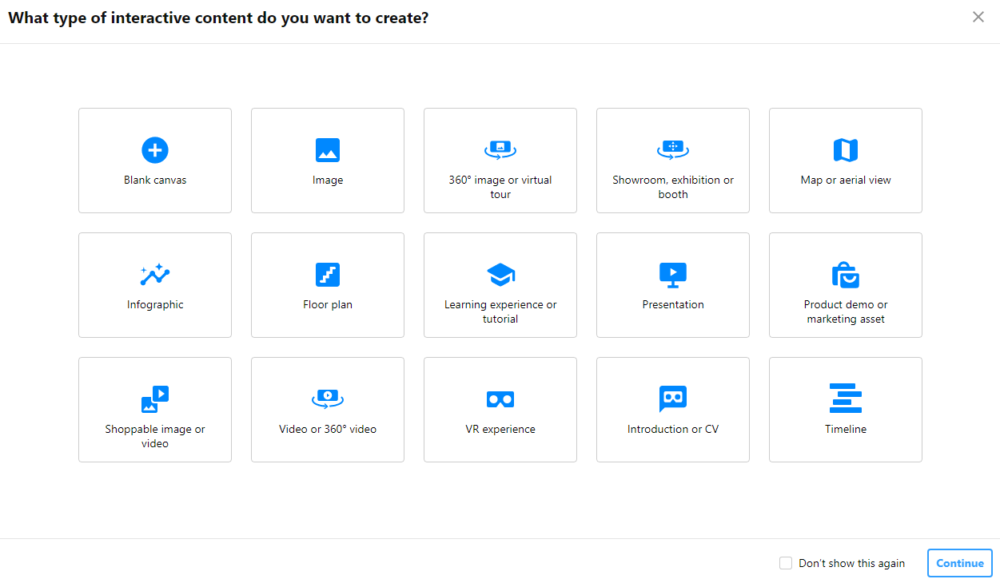 What type of interactive content do you want to create?
Blank canvas
Image
360° image or virtual
tour
Showroom, exhibition or
booth
Map or aerial view
Infographic
Floor plan
Learning experience or
tutorial
Presentation
Product demo or
marketing asset
Shoppable image or
video
Video or 360° video
VR experience
Introduction or CV
Timeline
Don't show this again
Continue